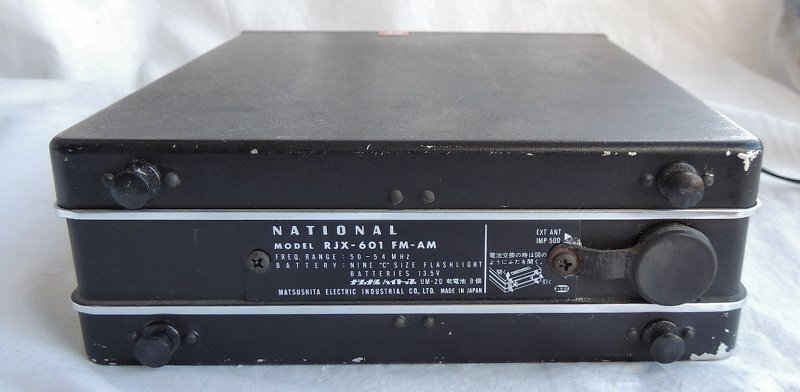 NATIONAL
MODEL RJX-601 FM-AM
FREQ. RANGE : 50-54 MHz
BATTERY : NINE "C" SIZE FLASHLIGHT
BATTERIES 13.5V
ナショナル ハイトップ UM-2D 乾電池 9個
MATSUSHITA ELECTRIC INDUSTRIAL CO., LTD. MADE IN JAPAN
EXT ANT
IMP 50Ω
電池交換の時は図の
ようにふたを開く。
開く